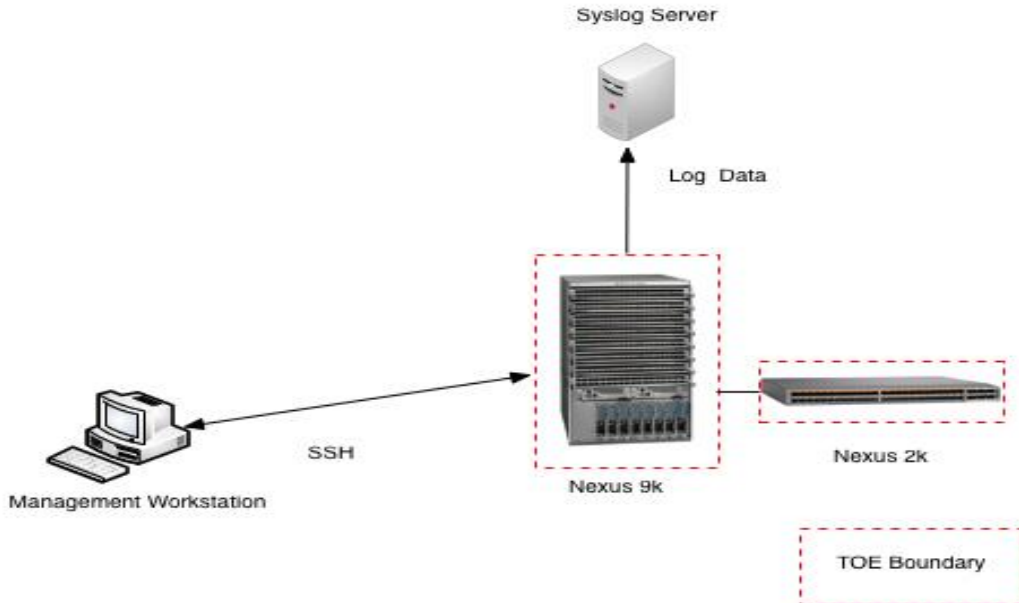 Syslog Server
Log Data
SSH
Management Workstation
Nexus 9k
Nexus 2k
TOE Boundary